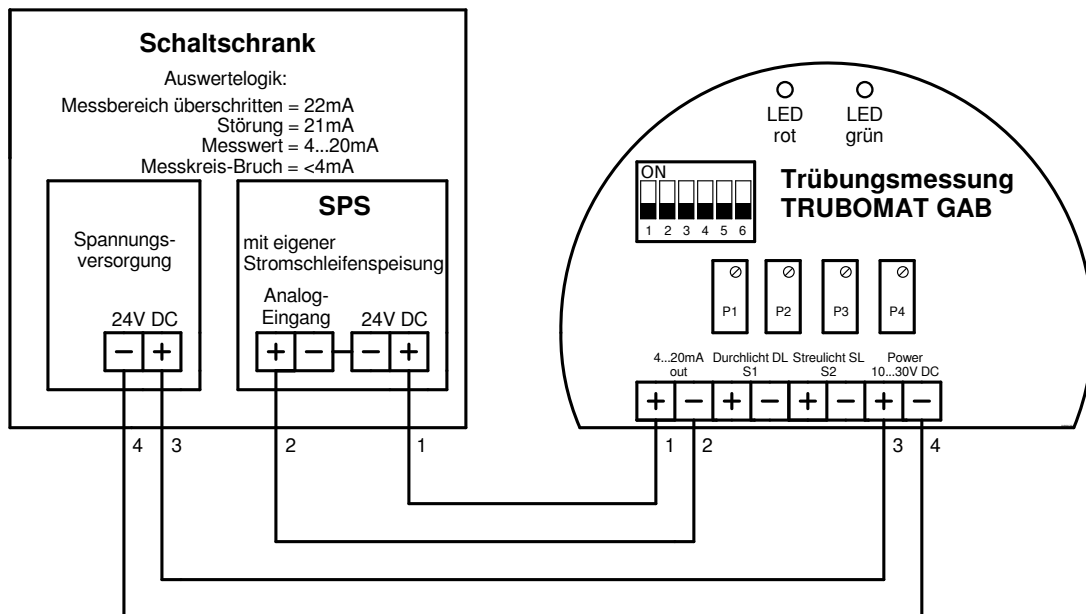 Schaltschrank
Auswertelogik:
Messbereich überschritten = 22mA
Störung = 21mA
Messwert = 4...20mA
Messkreis-Bruch = <4mA
Spannungs-
versorgung
24V DC
− +
SPS
mit eigener
Stromschleifenspeisung
Analog-
Eingang
24V DC
+ − − +
4 3 2 1
LED
rot
LED
grün
ON
1 2 3 4 5 6
Trübungsmessung
TRUBOMAT GAB
P1 P2 P3 P4
4...20mA
out
Durchlicht DL
S1
Streulicht SL
S2
Power
10...30V DC
+ − + − + − + −
1 2 3 4